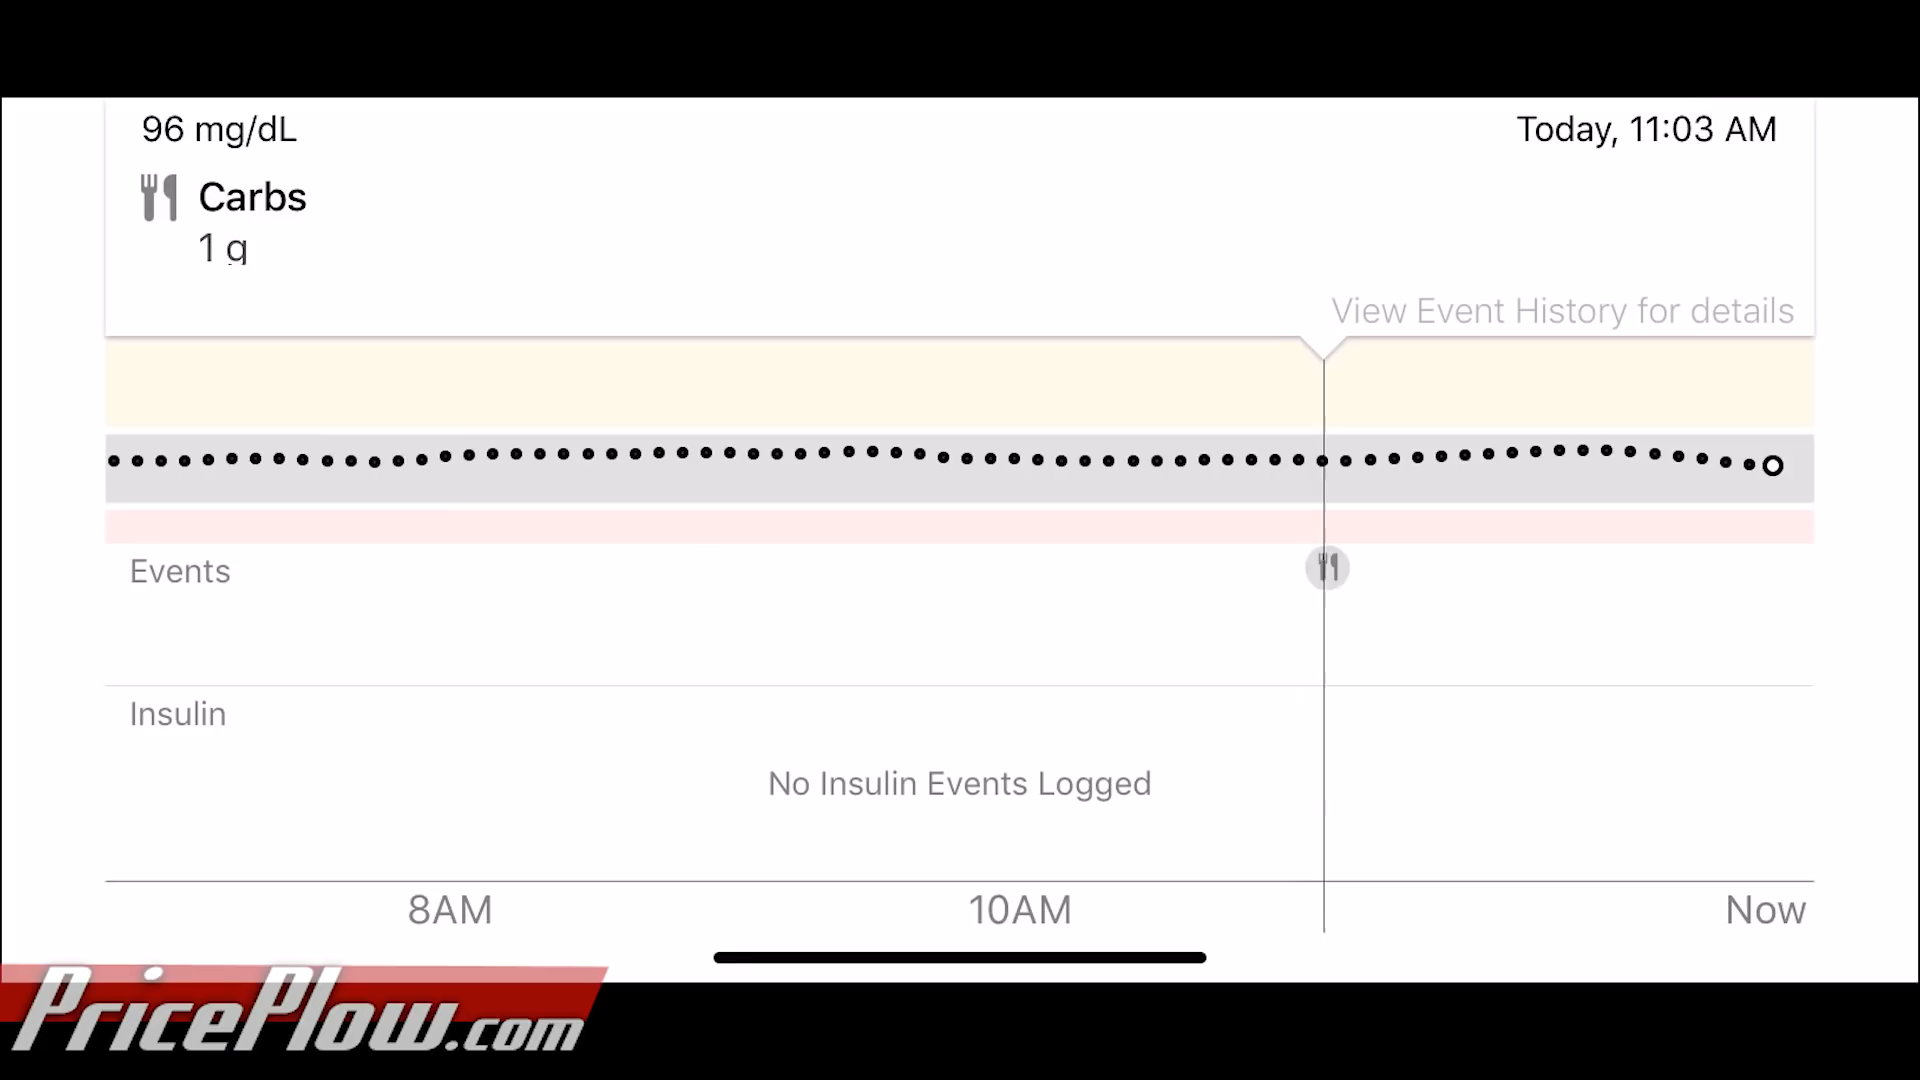 96 mg/dL
Today, 11:03 AM
Carbs
1 g
View Event History for details
Events
Insulin
No Insulin Events Logged
8AM
10AM
Now
PricePlow.com